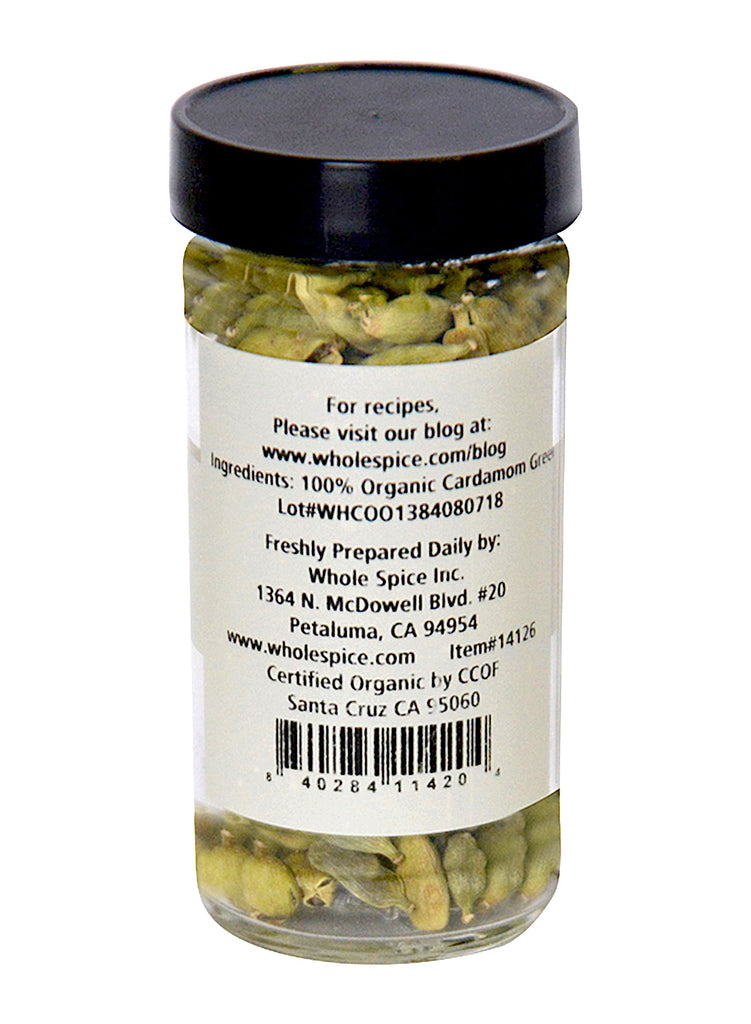 For recipes,
Please visit our blog at:
www.wholespice.com/blog
Ingredients: 100% Organic Cardamom Green
Lot#WHCOO1384080718
Freshly Prepared Daily by:
Whole Spice Inc.
1364 N. McDowell Blvd. #20
Petaluma, CA 94954
www.wholespice.com Item#14126
Certified Organic by CCOF
Santa Cruz CA 95060
8 40284 11420 4